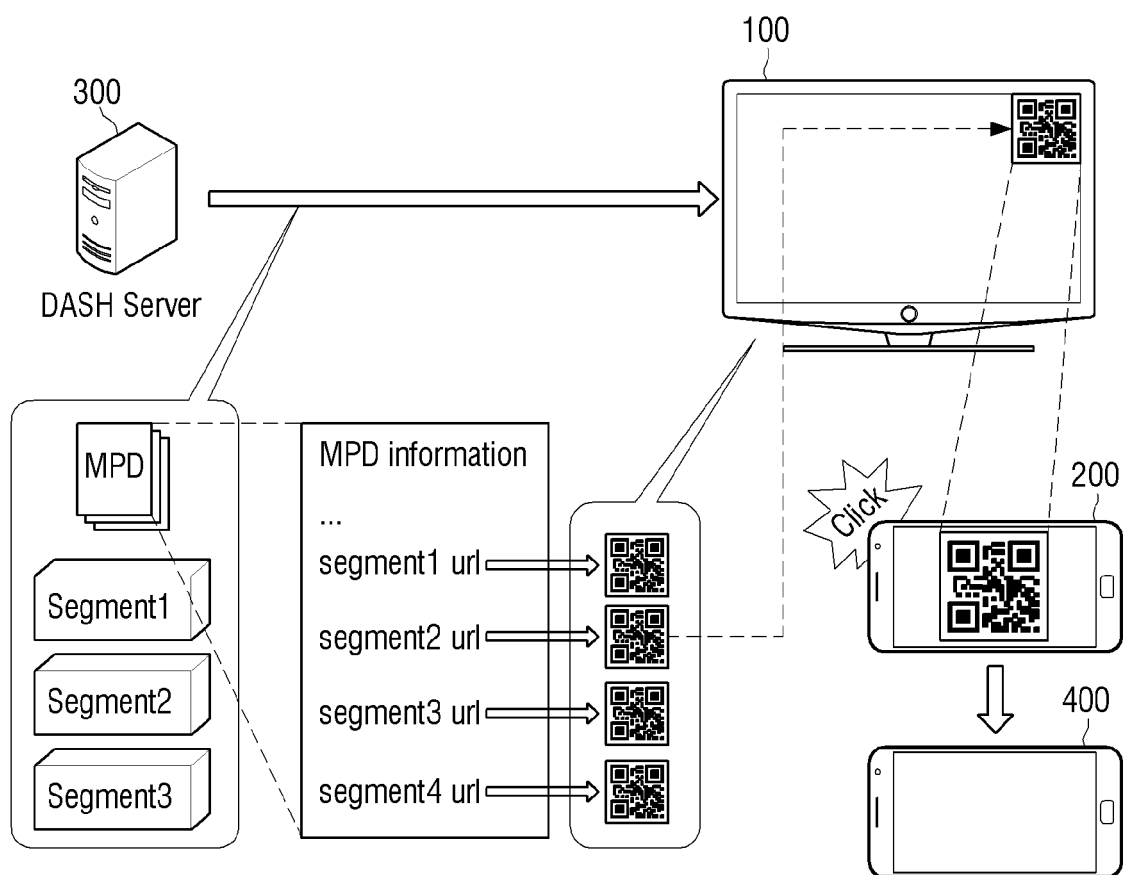 100
300
DASH Server
MPD
MPD information
...
segment1 url
segment2 url
segment3 url
segment4 url
Segment1
Segment2
Segment3
Click
200
400